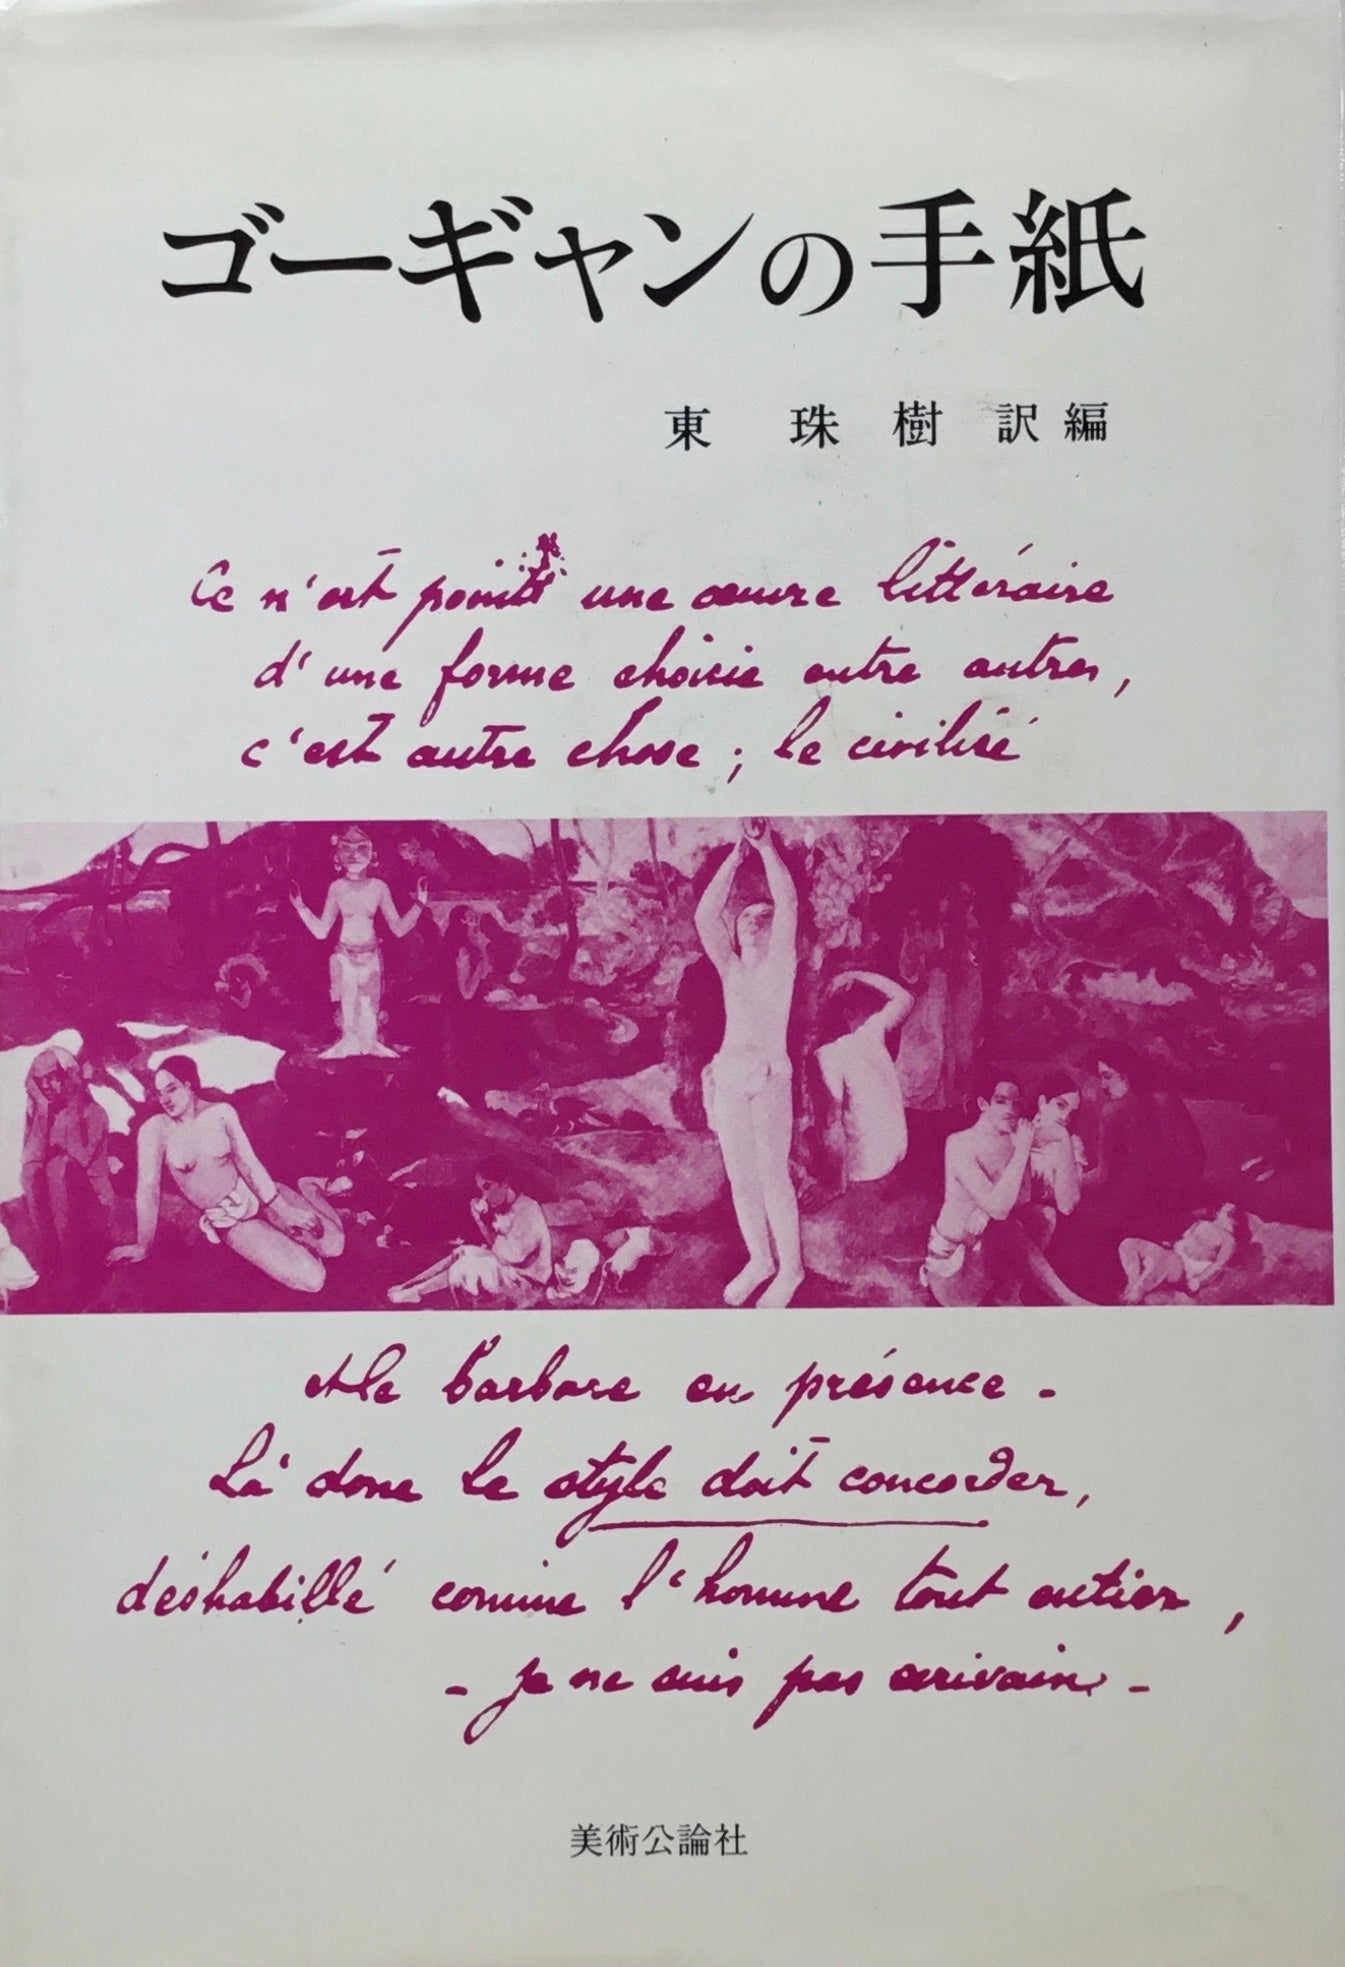 ゴーギャンの手紙
東 珠樹 訳編
Ce n'est point une œuvre littéraire
d'une forme choisie entre autres,
c'est autre chose ; le civilisé
et le barbare en présence -
Là donc le style doit concorder,
déshabillé comme l'homme tout entier,
- je ne suis pas écrivain -
美術公論社